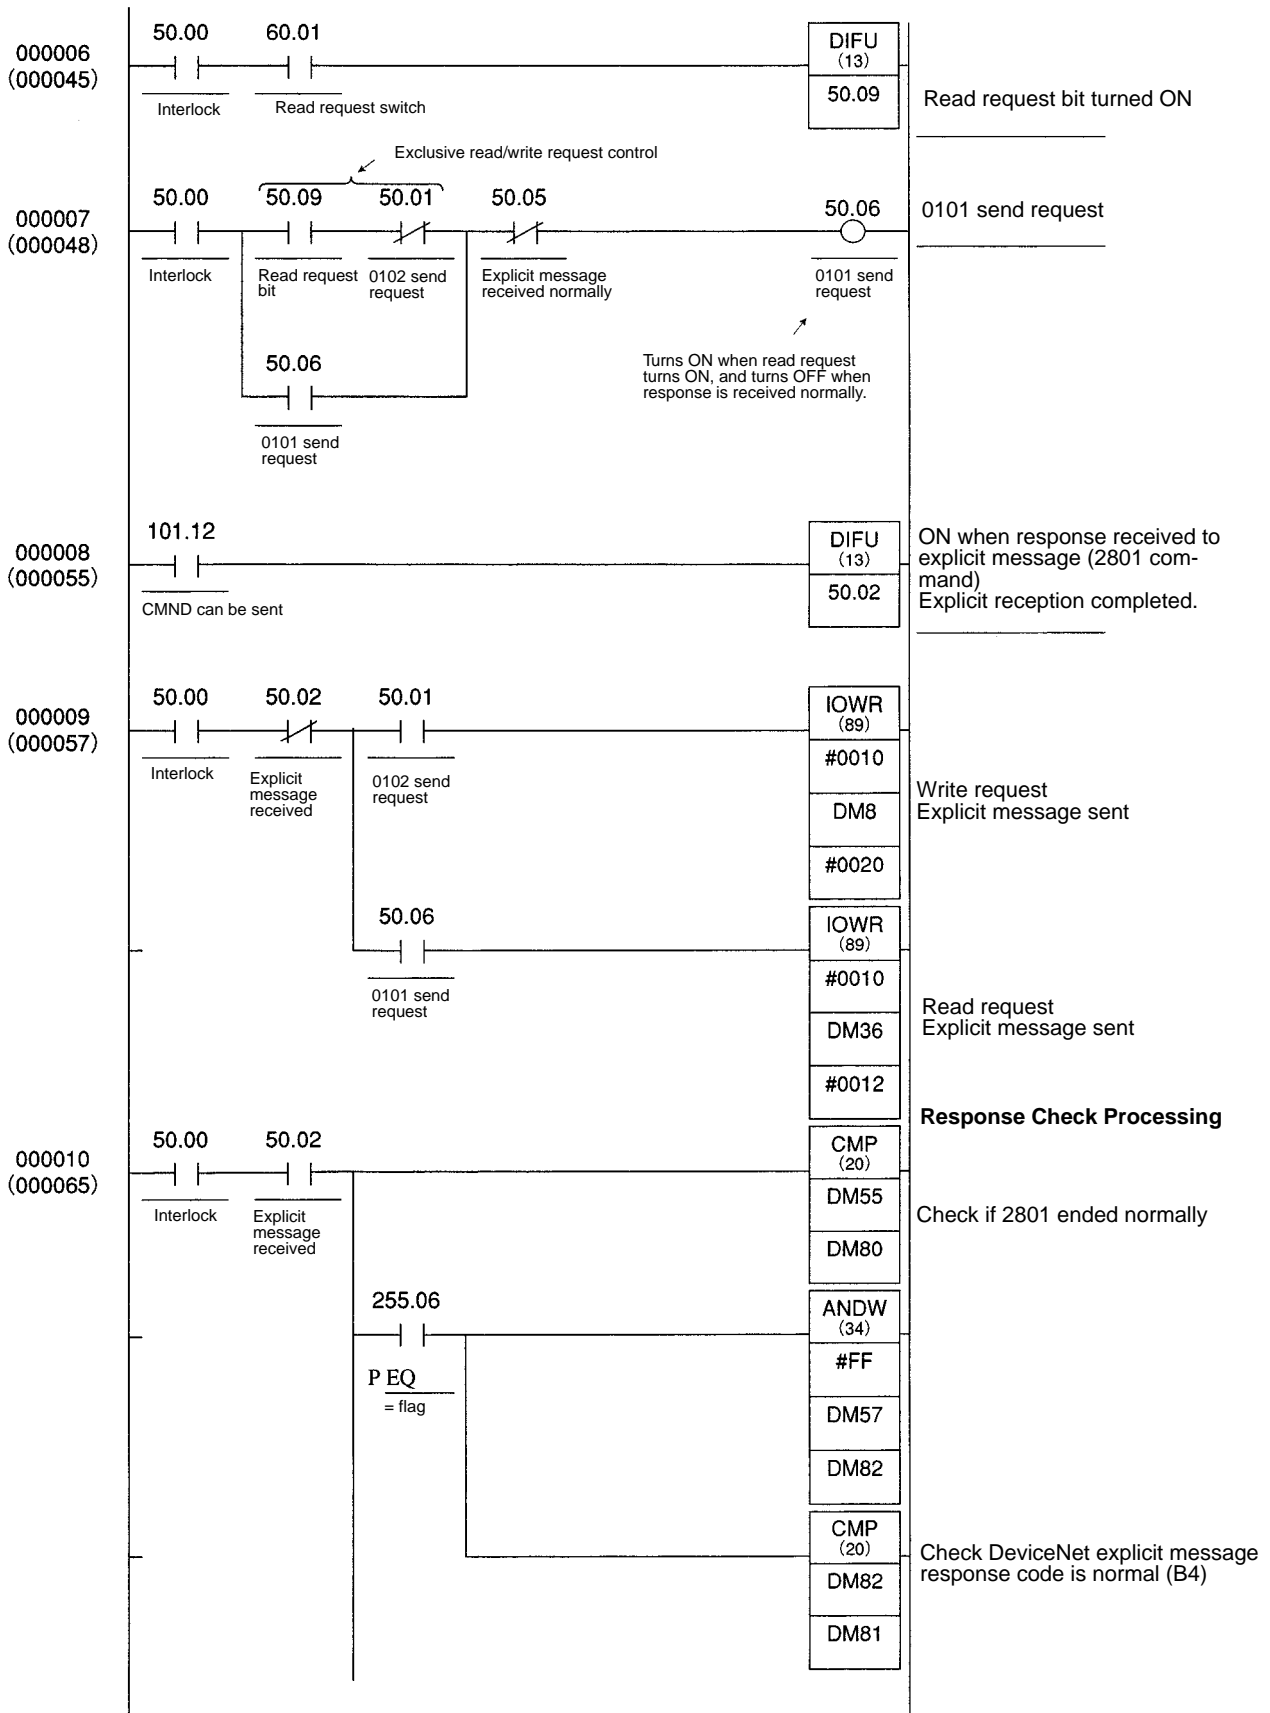 50.00 60.01
000006
(000045)
DIFU
(13)
50.09
Interlock
Read request switch
Read request bit turned ON
Exclusive read/write request control
50.00 50.09 50.01 50.05 50.06
000007
(000048)
0101 send request
Interlock
Read request
bit
0102 send
request
Explicit message
received normally
0101 send
request
50.06
0101 send
request
Turns ON when read request
turns ON, and turns OFF when
response is received normally.
101.12
000008
(000055)
CMND can be sent
DIFU
(13)
50.02
ON when response received to
explicit message (2801 com-
mand)
Explicit reception completed.
50.00 50.02 50.01
000009
(000057)
Interlock
Explicit
message
received
0102 send
request
IOWR
(89)
#0010
DM8
#0020
Write request
Explicit message sent
50.06
0101 send
request
IOWR
(89)
#0010
DM36
#0012
Read request
Explicit message sent
Response Check Processing
50.00 50.02
000010
(000065)
Interlock
Explicit
message
received
CMP
(20)
DM55
DM80
Check if 2801 ended normally
255.06
P EQ
= flag
ANDW
(34)
#FF
DM57
DM82
CMP
(20)
DM82
DM81
Check DeviceNet explicit message
response code is normal (B4)